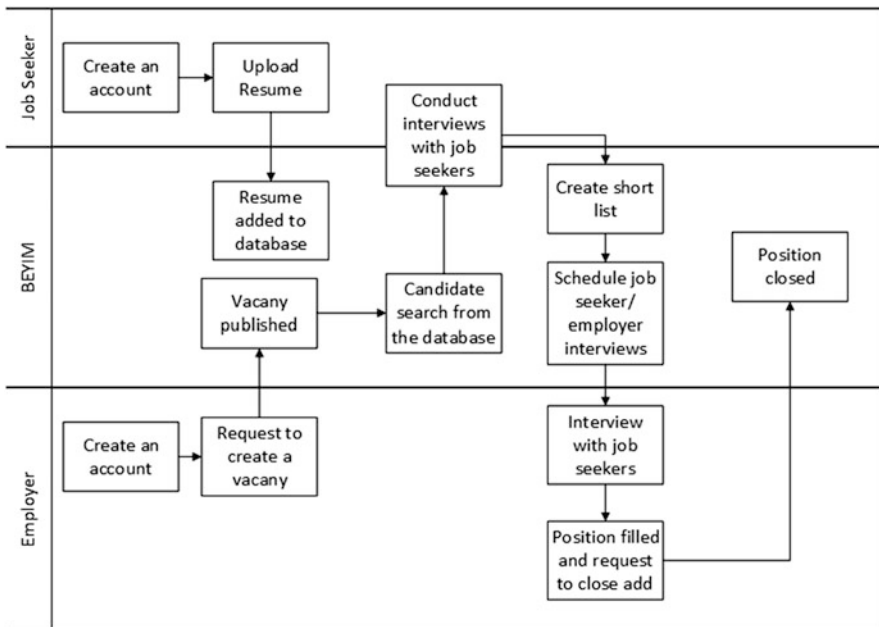 Job Seeker
Create an
account
Upload
Resume
Conduct
interviews
with job
seekers
BEYIM
Resume
added to
database
Create short
list
Vacany
published
Candidate
search from
the database
Schedule job
seeker/
employer
interviews
Position
closed
Employer
Create an
account
Request to
create a
vacany
Interview
with job
seekers
Position filled
and request
to close add